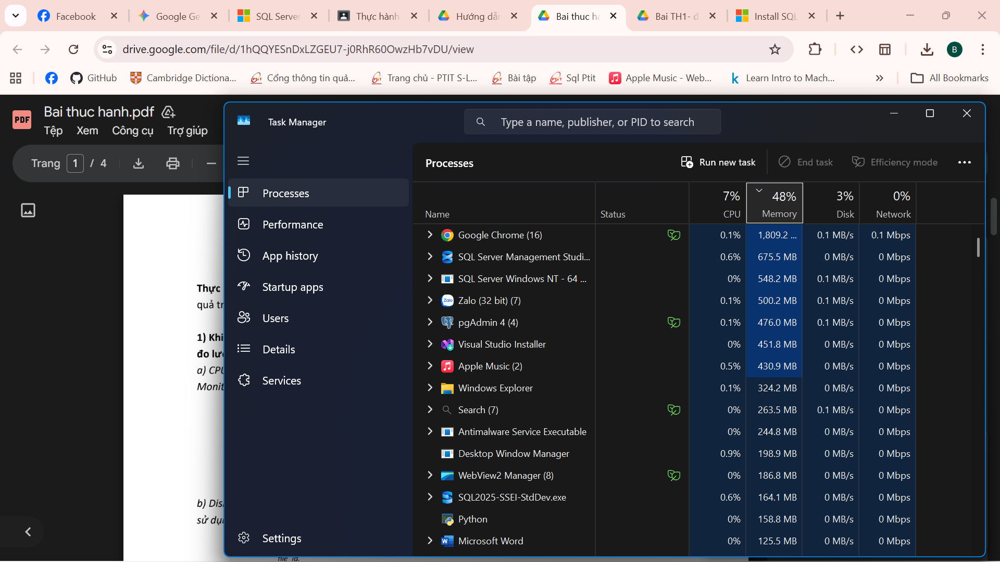 Facebook
Google Ge
SQL Server
Thực hành
Hướng dẫn
Bai thuc ha
Bai TH1- d
Install SQL
drive.google.com/file/d/1hQQYESnDxLZGEU7-j0RhR60OwzHb7vDU/view
B
GitHub
Cambridge Dictiona...
Cổng thông tin quả...
Trang chủ - PTIT S-L...
Bài tập
Sql Ptit
Apple Music - Web...
Learn Intro to Mach...
All Bookmarks
PDF
Bai thuc hanh.pdf
Tệp Xem Công cụ Trợ giúp
Trang 1 / 4
Thực
quả tr
1) Khi
đo lườ
a) CPU
Monit
b) Dis
sử dụ
file_id.
Task Manager
Type a name, publisher, or PID to search
Processes
Performance
App history
Startup apps
Users
Details
Services
Settings
Processes
Run new task
End task
Efficiency mode
7% 48% 3% 0%
Name Status CPU Memory Disk Network
Google Chrome (16) 0.1% 1,809.2 ... 0.1 MB/s 0.1 Mbps
SQL Server Management Studi... 0.6% 675.5 MB 0 MB/s 0 Mbps
SQL Server Windows NT - 64 ... 0% 548.2 MB 0.1 MB/s 0 Mbps
Zalo Zalo (32 bit) (7) 0.1% 500.2 MB 0.1 MB/s 0 Mbps
pgAdmin 4 (4) 0.1% 476.0 MB 0.1 MB/s 0 Mbps
Visual Studio Installer 0% 451.8 MB 0 MB/s 0 Mbps
Apple Music (2) 0.5% 430.9 MB 0 MB/s 0 Mbps
Windows Explorer 0.1% 324.2 MB 0 MB/s 0 Mbps
Search (7) 0% 263.5 MB 0.1 MB/s 0 Mbps
Antimalware Service Executable 0% 244.8 MB 0 MB/s 0 Mbps
Desktop Window Manager 0.9% 198.9 MB 0 MB/s 0 Mbps
WebView2 Manager (8) 0% 186.8 MB 0 MB/s 0 Mbps
SQL2025-SSEI-StdDev.exe 0.6% 164.1 MB 0 MB/s 0 Mbps
Python 0% 158.8 MB 0 MB/s 0 Mbps
Microsoft Word 0% 125.5 MB 0 MB/s 0 Mbps